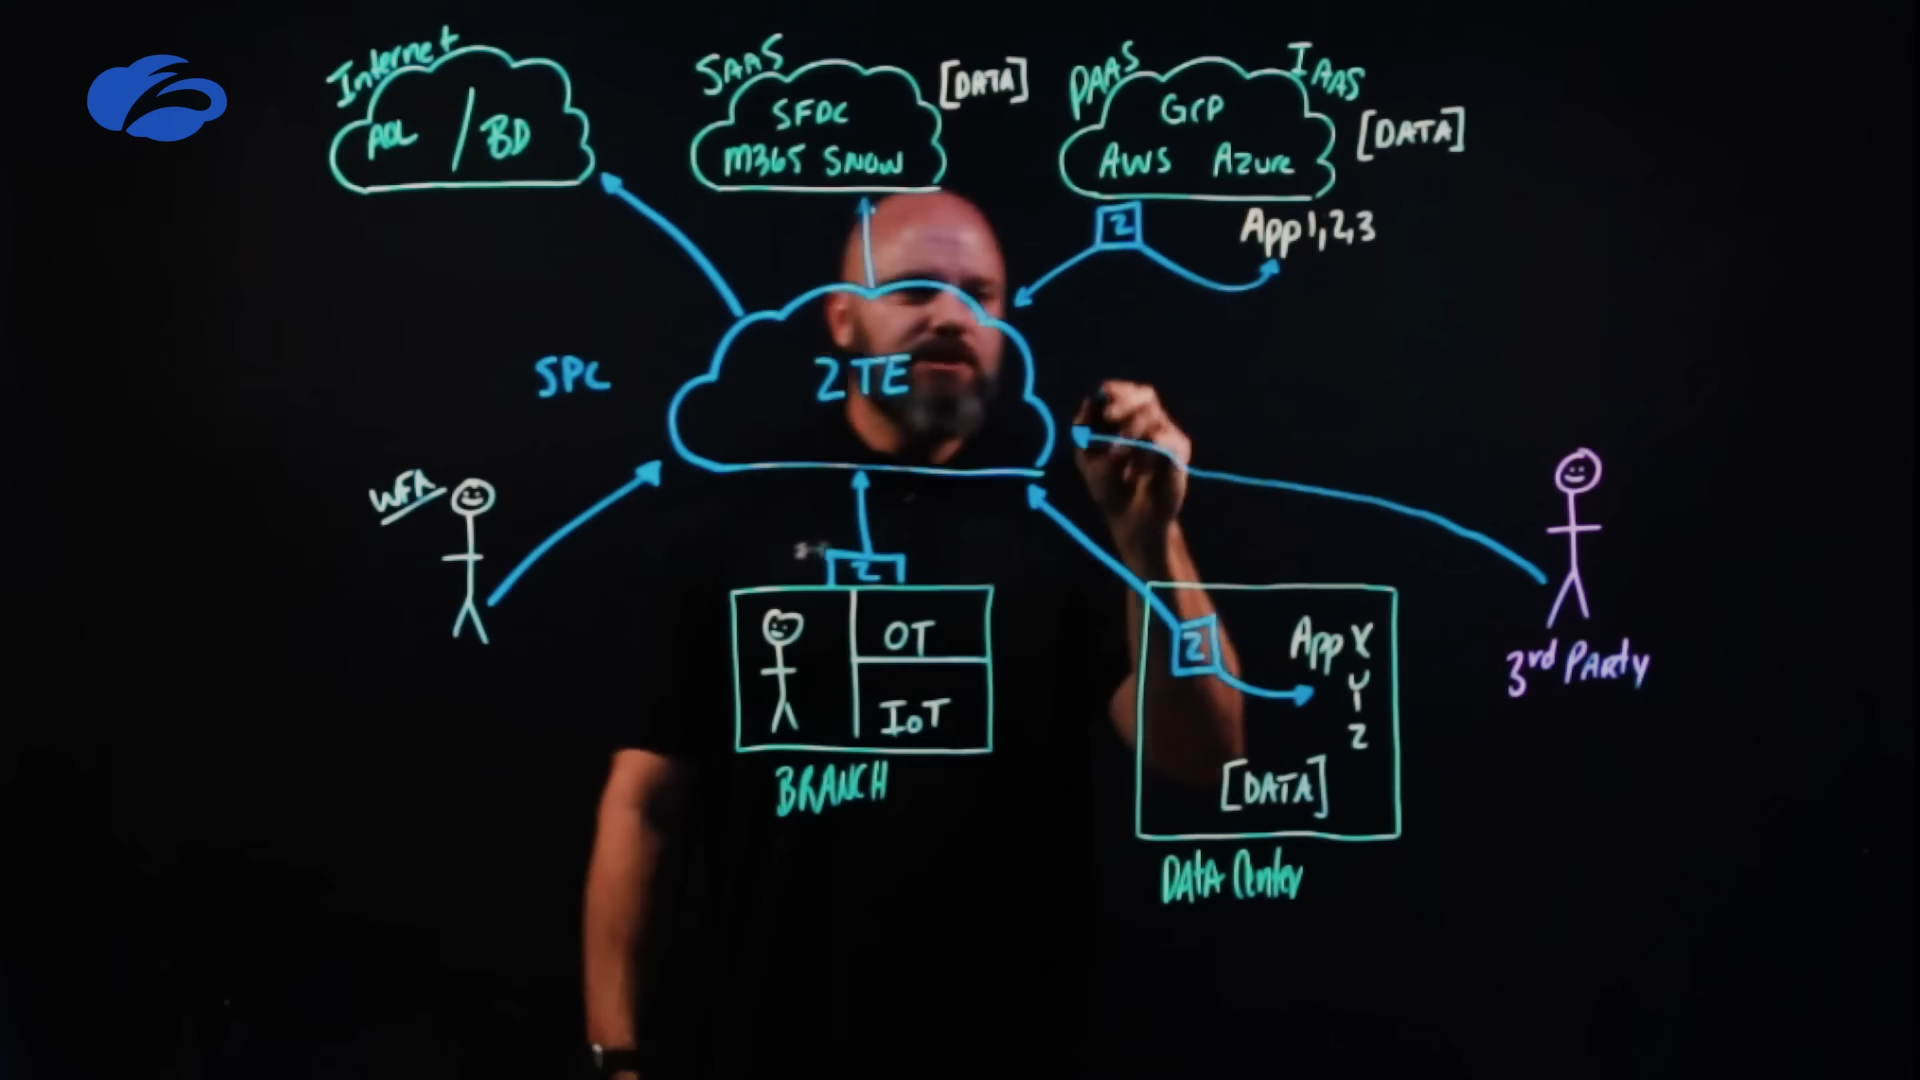 Internet
AOL / BD
SAAS
SFDC
M365 SNOW
[DATA]
PAAS
IAAS
GCP
AWS Azure
[DATA]
Z
App 1,2,3
SPC
ZTE
WFA
Z
OT
IoT
BRANCH
Z
App X
Y
Z
[DATA]
DATA Center
3rd PARTY